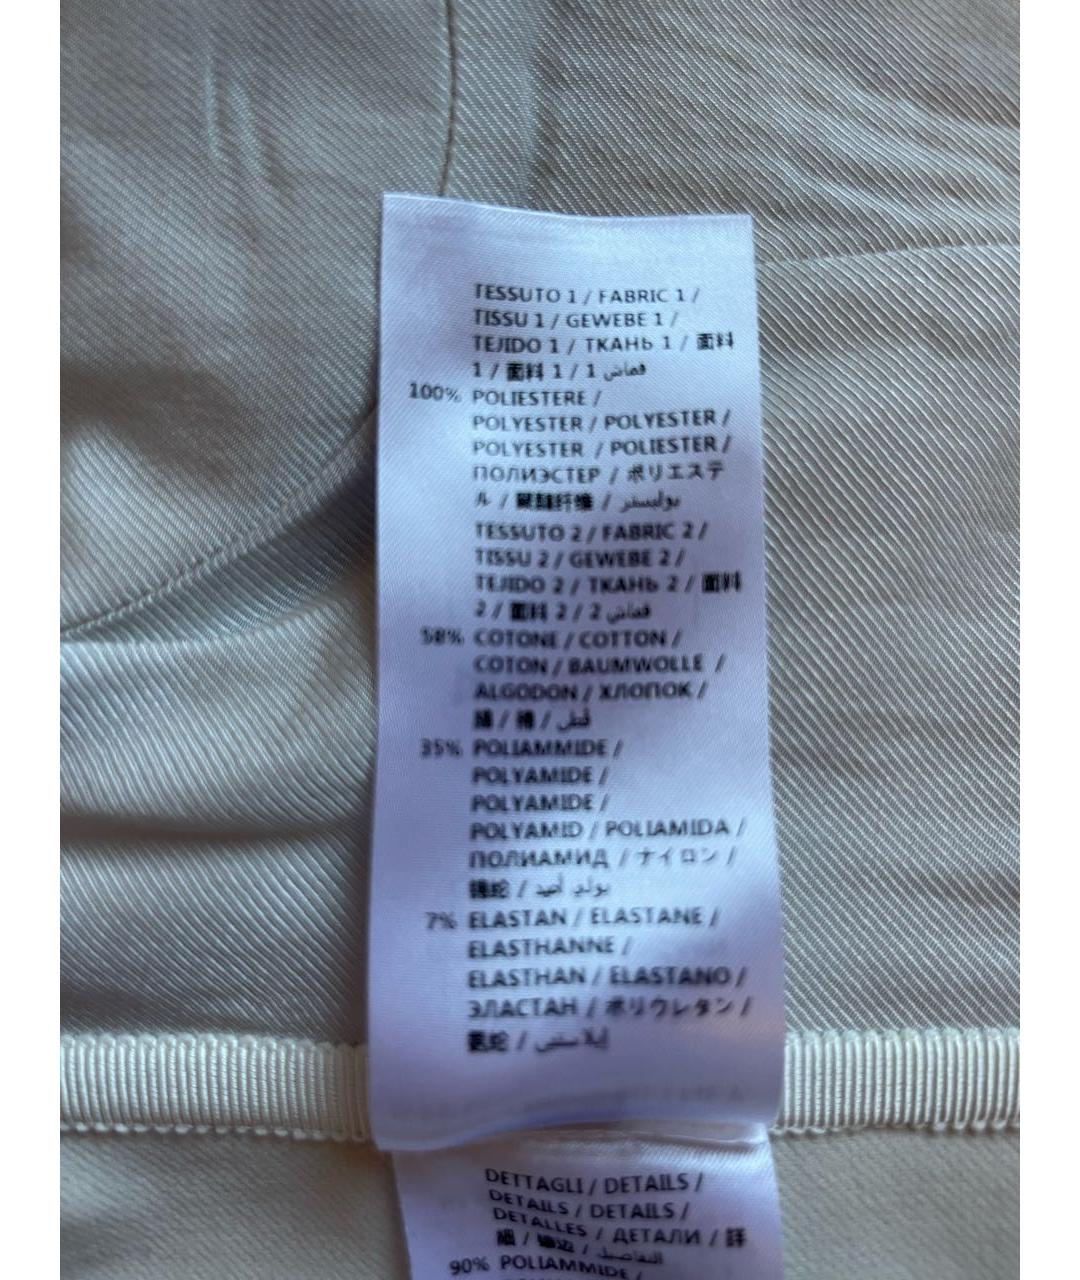 TESSUTO 1 / FABRIC 1 /
TISSU 1 / GEWEBE 1 /
TEJIDO 1 / ТКАНЬ 1 / 面料
1 / 面料 1 / 1 قماش
100% POLIESTERE /
POLYESTER / POLYESTER /
POLYESTER / POLIESTER /
ПОЛИЭСТЕР / ポリエステ
ル / 聚酯纤维 / بوليستر
TESSUTO 2 / FABRIC 2 /
TISSU 2 / GEWEBE 2 /
TEJIDO 2 / ТКАНЬ 2 / 面料
2 / 面料 2 / 2 قماش
58% COTONE / COTTON /
COTON / BAUMWOLLE /
ALGODON / ХЛОПОК /
綿 / 棉 / قطن
35% POLIAMMIDE /
POLYAMIDE /
POLYAMIDE /
POLYAMID / POLIAMIDA /
ПОЛИАМИД / ナイロン /
锦纶 / بولي أميد
7% ELASTAN / ELASTANE /
ELASTHANNE /
ELASTHAN / ELASTANO /
ЭЛАСТАН / ポリウレタン /
氨纶 / إيلاستين
DETTAGLI / DETAILS /
DETAILS / DETAILS /
DETALLES / ДЕТАЛИ / 詳
細 / التفاصيل
90% POLIAMMIDE /